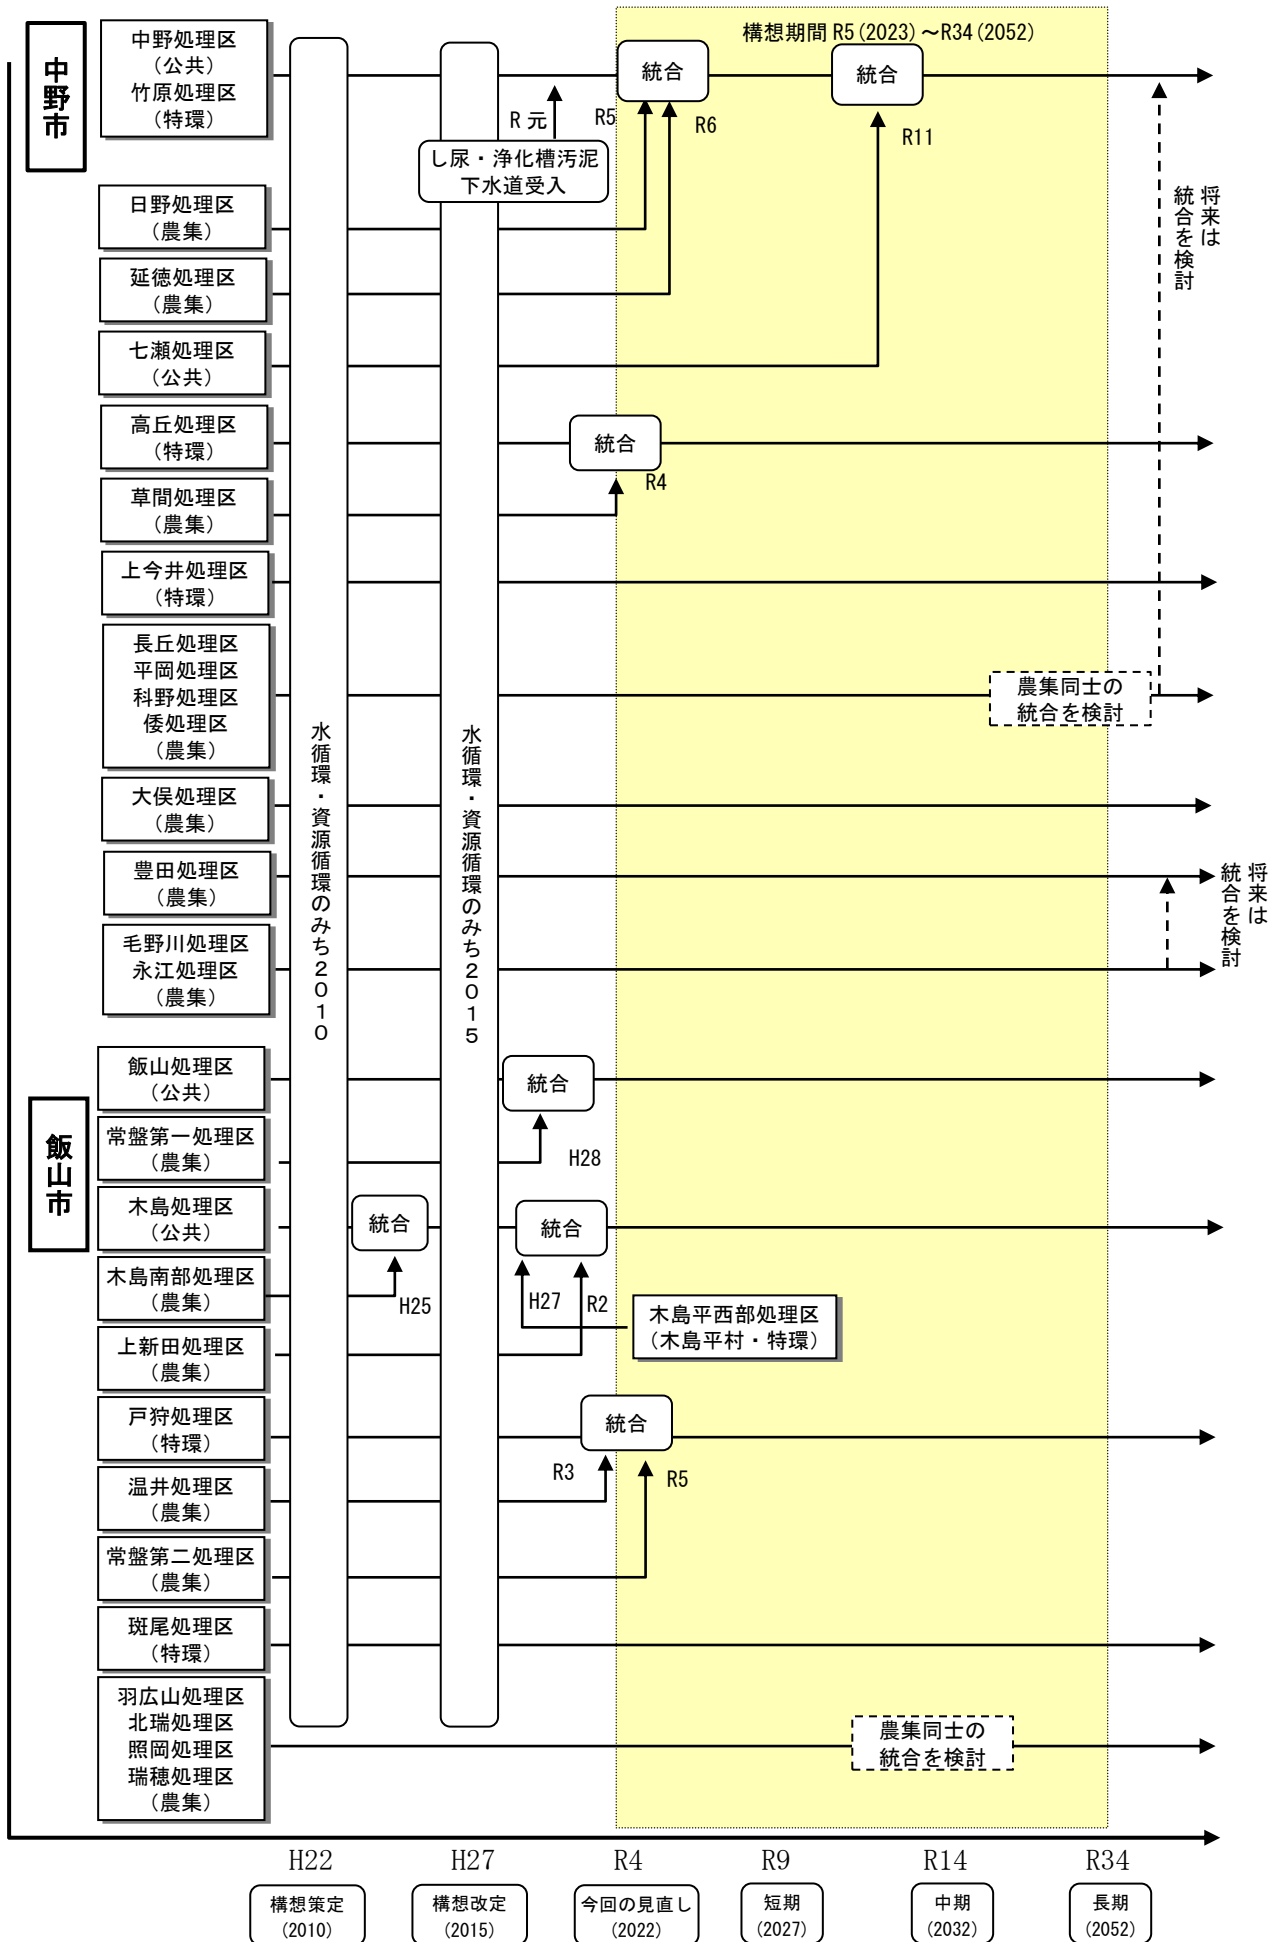 中野市
中野処理区
(公共)
竹原処理区
(特環)
構想期間 R5(2023)～R34(2052)
統合
統合
R元
R5
R6
R11
し尿・浄化槽汚泥
下水道受入
将来は
統合を検討
日野処理区
(農集)
延徳処理区
(農集)
七瀬処理区
(公共)
高丘処理区
(特環)
統合
R4
草間処理区
(農集)
上今井処理区
(特環)
長丘処理区
平岡処理区
科野処理区
倭処理区
(農集)
農集同士の
統合を検討
水循環・資源循環のみち2010
水循環・資源循環のみち2015
大俣処理区
(農集)
豊田処理区
(農集)
将来は
統合を検討
毛野川処理区
永江処理区
(農集)
飯山市
飯山処理区
(公共)
統合
常盤第一処理区
(農集)
H28
木島処理区
(公共)
統合
統合
木島南部処理区
(農集)
H25
H27
R2
木島平西部処理区
(木島平村・特環)
上新田処理区
(農集)
戸狩処理区
(特環)
統合
R3
R5
温井処理区
(農集)
常盤第二処理区
(農集)
斑尾処理区
(特環)
羽広山処理区
北瑞処理区
照岡処理区
瑞穂処理区
(農集)
農集同士の
統合を検討
H22
H27
R4
R9
R14
R34
構想策定
(2010)
構想改定
(2015)
今回の見直し
(2022)
短期
(2027)
中期
(2032)
長期
(2052)